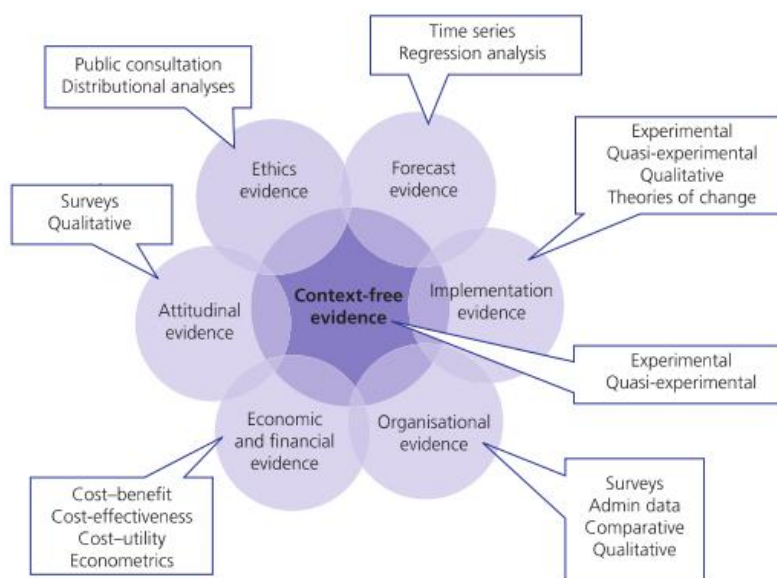 Time series
Regression analysis
Public consultation
Distributional analyses
Experimental
Quasi-experimental
Qualitative
Theories of change
Ethics
evidence
Forecast
evidence
Surveys
Qualitative
Context-free
evidence
Attitudinal
evidence
Implementation
evidence
Experimental
Quasi-experimental
Economic
and financial
evidence
Organisational
evidence
Cost–benefit
Cost-effectiveness
Cost–utility
Econometrics
Surveys
Admin data
Comparative
Qualitative